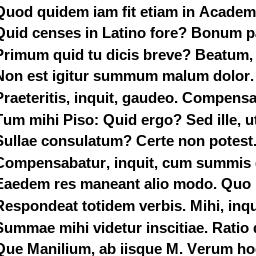 Quod quidem iam fit etiam in Academ
Quid censes in Latino fore? Bonum p
Primum quid tu dicis breve? Beatum,
Non est igitur summum malum dolor.
Praeteritis, inquit, gaudeo. Compensa
Tum mihi Piso: Quid ergo? Sed ille, ut
Sullae consulatum? Certe non potest.
Compensabatur, inquit, cum summis
Eaedem res maneant alio modo. Quo
Respondeat totidem verbis. Mihi, inqu
Summae mihi videtur inscitiae. Ratio
Que Manilium, ab iisque M. Verum ho